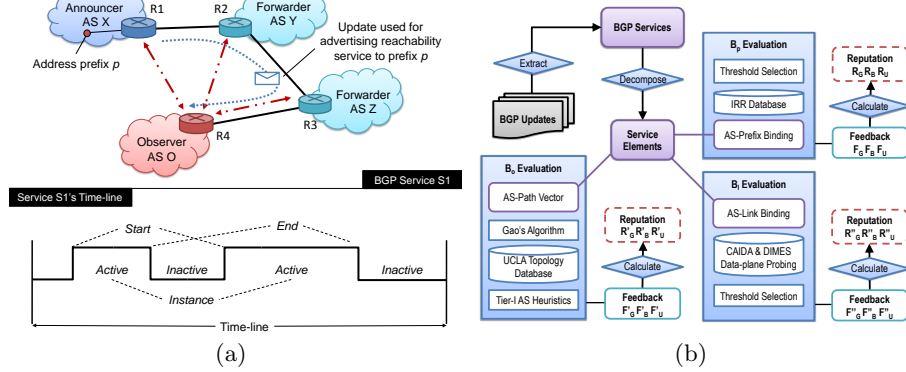 Announcer
AS X
R1
R2
Forwarder
AS Y
Address prefix p
Update used for
advertising reachability
service to prefix p
Forwarder
AS Z
R3
R4
Observer
AS O
BGP Service S1
Service S1's Time-line
Start
End
Active
Inactive
Active
Inactive
Instance
Time-line
(a)
BGP Services
Extract
Decompose
BGP Updates
Service
Elements
Bp Evaluation
Threshold Selection
IRR Database
AS-Prefix Binding
Reputation
RG RB RU
Calculate
Feedback
FG FB FU
Bo Evaluation
AS-Path Vector
Gao's Algorithm
UCLA Topology
Database
Tier-I AS Heuristics
Reputation
R'G R'B R'U
Calculate
Feedback
F'G F'B F'U
Bl Evaluation
AS-Link Binding
CAIDA & DIMES
Data-plane Probing
Threshold Selection
Reputation
R"G R"B R"U
Calculate
Feedback
F"G F"B F"U
(b)